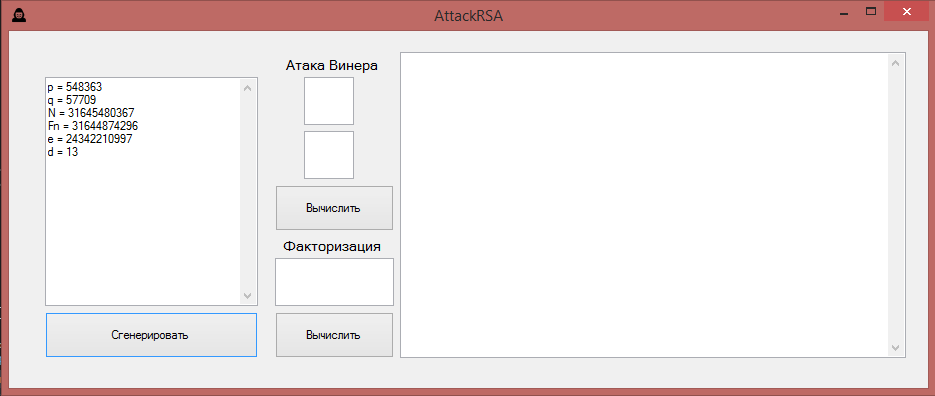 AttackRSA
p = 548363
q = 57709
N = 31645480367
Fn = 31644874296
e = 24342210997
d = 13
Сгенерировать
Атака Винера
Вычислить
Факторизация
Вычислить